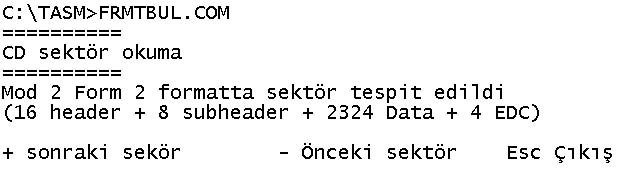 C:\TASM>FRMTBUL.COM
==========
CD sektör okuma
==========
Mod 2 Form 2 formatta sektör tespit edildi
(16 header + 8 subheader + 2324 Data + 4 EDC)
+ sonraki sekör - Önceki sektör Esc Çıkış